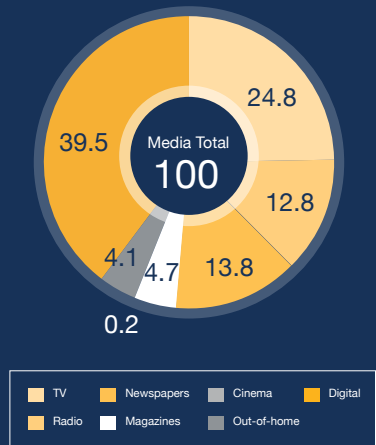 24.8
39.5
Media Total
100
12.8
4.1
4.7
13.8
0.2
TV
Newspapers
Cinema
Digital
Radio
Magazines
Out-of-home